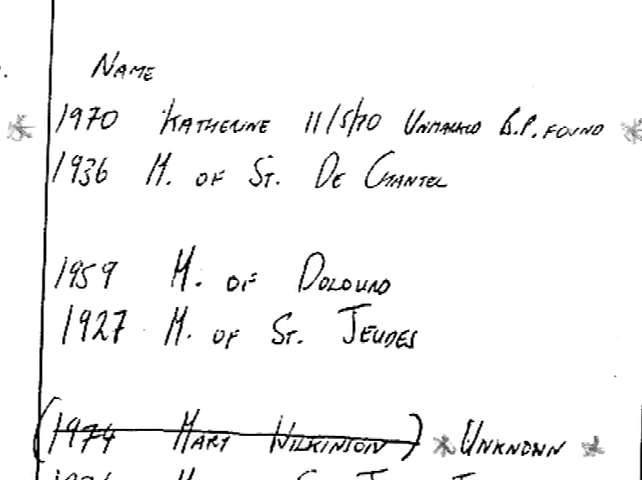 Name
* 1970 Katherine 11/5/70 Unmarked B.P. found *
1936 M. of St. De Chantel
1959 M. of Dolours
1927 M. of St. Jeudes
(1974 Mary Wilkinson) * Unknown *